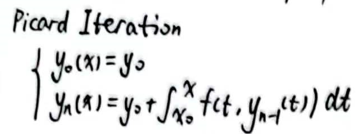 Picard Iteration
y₀(x)=y₀
yₙ(x)=y₀+∫ₓ₀ˣ f(t,yₙ₋₁(t)) dt